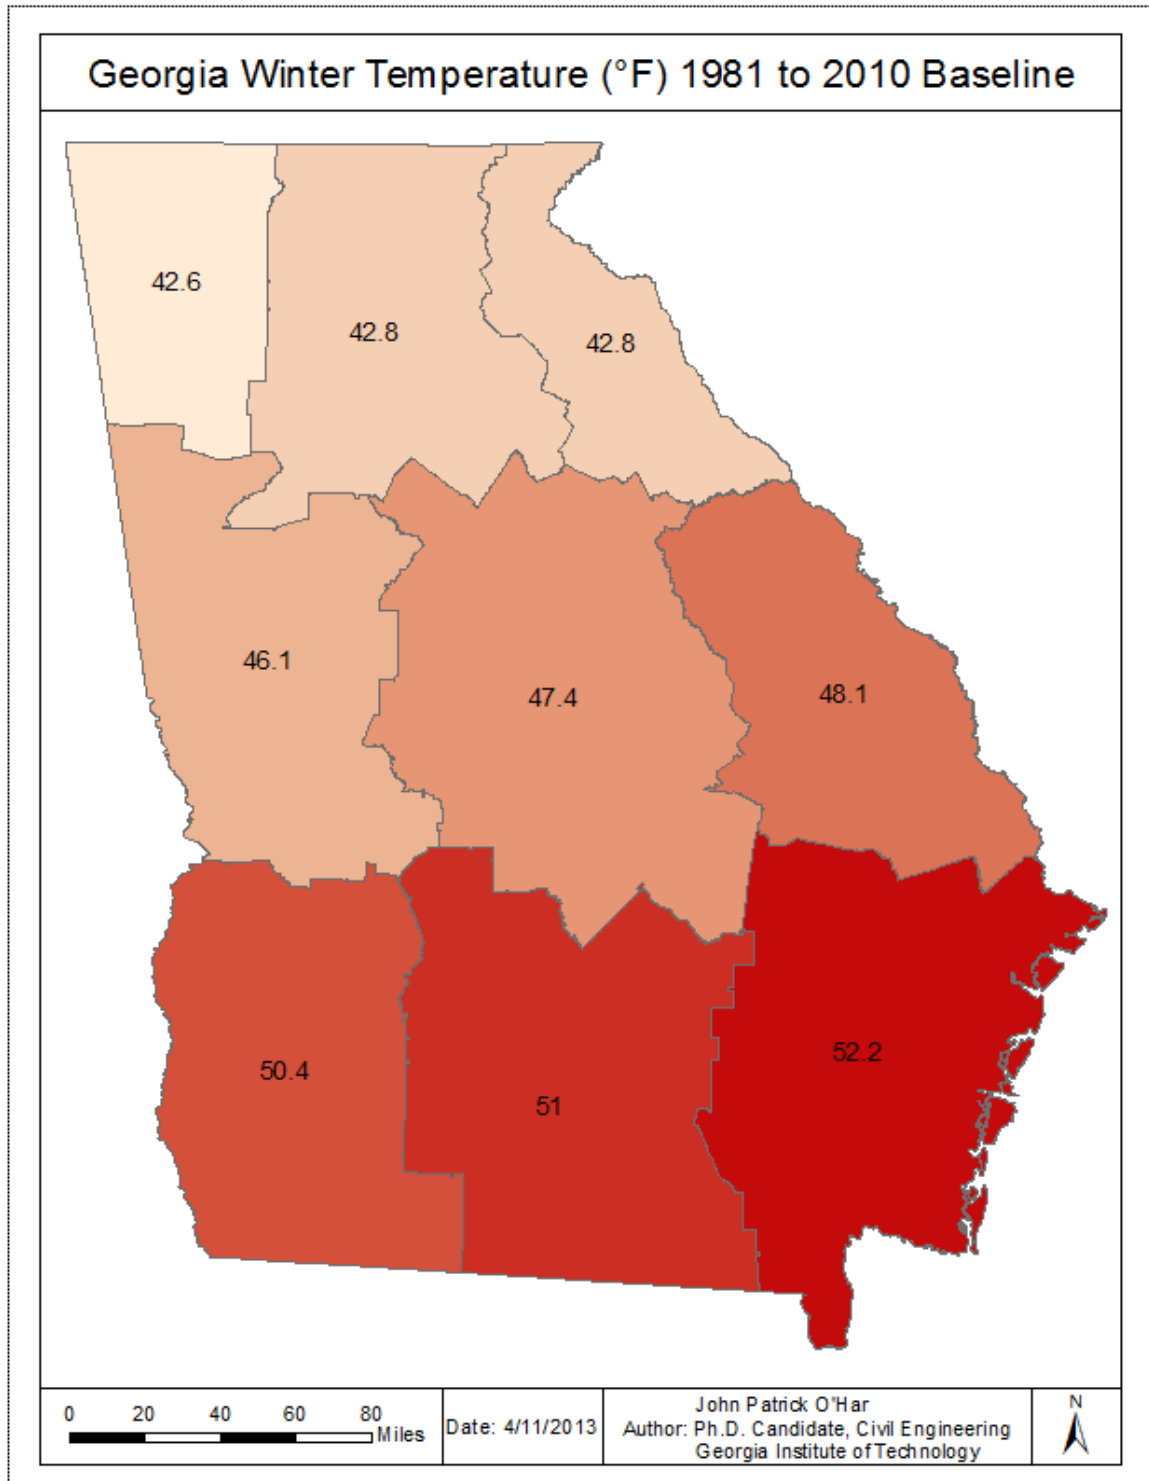 Georgia Winter Temperature (°F) 1981 to 2010 Baseline
42.6
42.8
42.8
46.1
47.4
48.1
50.4
51
52.2
0 20 40 60 80
Miles
Date: 4/11/2013
John Patrick O'Har
Author: Ph.D. Candidate, Civil Engineering
Georgia Institute of Technology
N